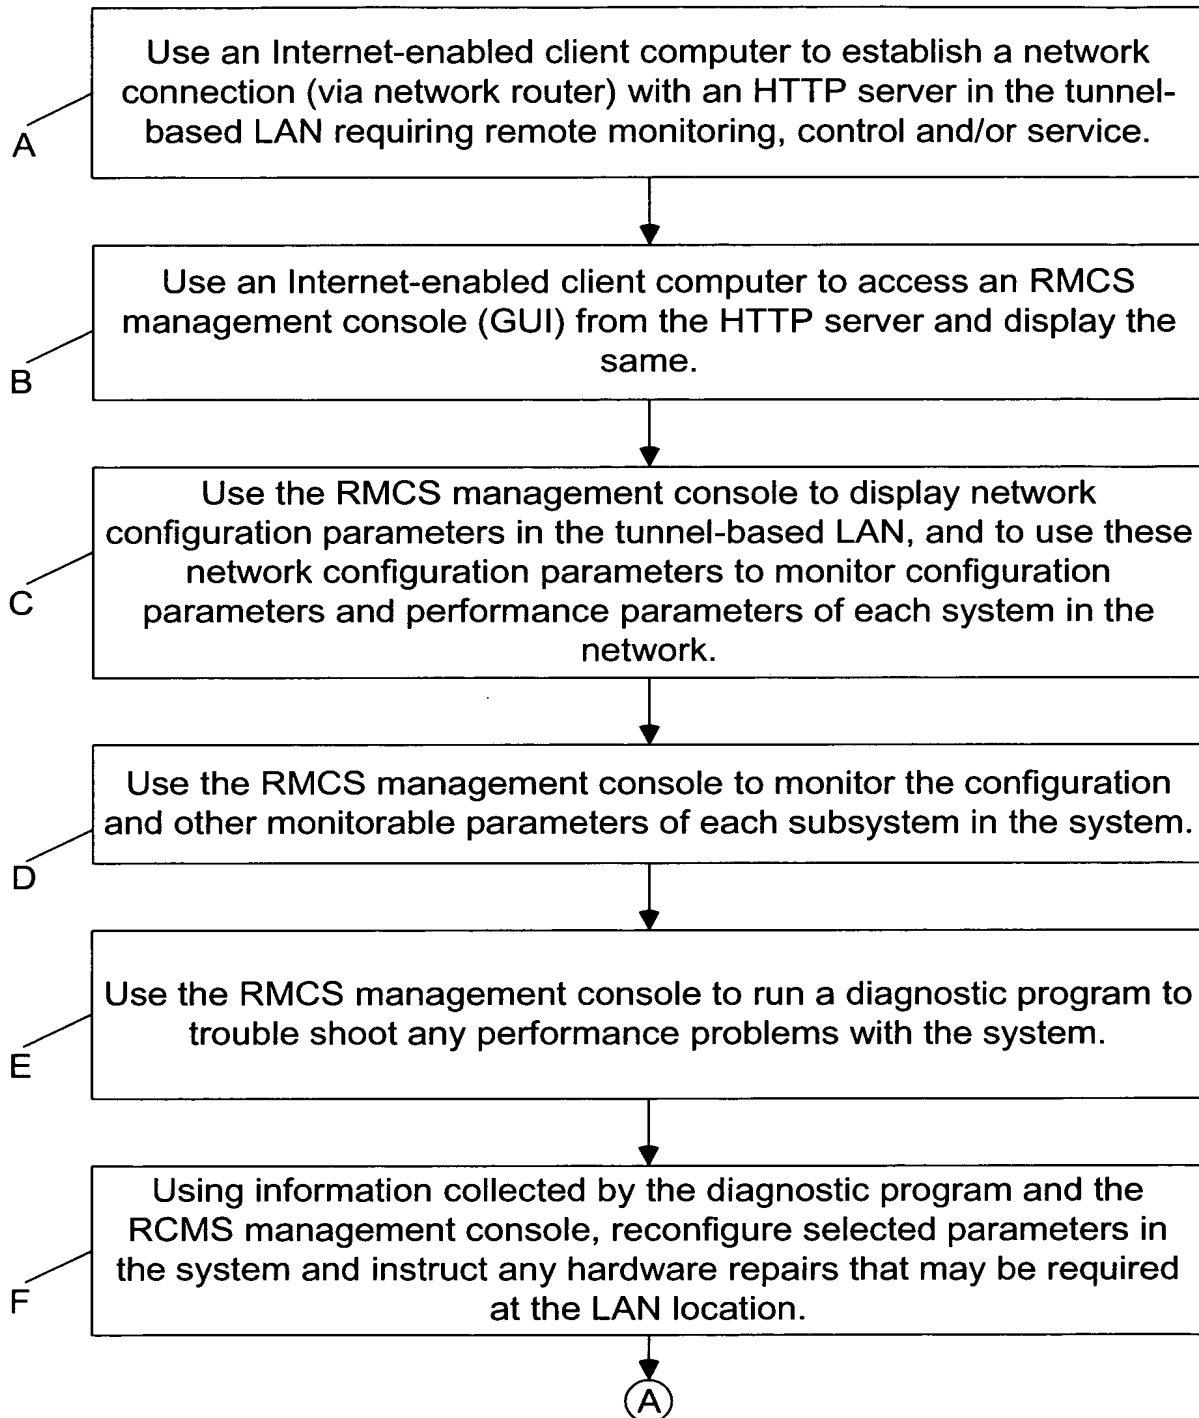 Use an Internet-enabled client computer to establish a network
connection (via network router) with an HTTP server in the tunnel-
based LAN requiring remote monitoring, control and/or service.
A
Use an Internet-enabled client computer to access an RMCS
management console (GUI) from the HTTP server and display the
same.
B
Use the RMCS management console to display network
configuration parameters in the tunnel-based LAN, and to use these
network configuration parameters to monitor configuration
parameters and performance parameters of each system in the
network.
C
Use the RMCS management console to monitor the configuration
and other monitorable parameters of each subsystem in the system.
D
Use the RMCS management console to run a diagnostic program to
trouble shoot any performance problems with the system.
E
Using information collected by the diagnostic program and the
RCMS management console, reconfigure selected parameters in
the system and instruct any hardware repairs that may be required
at the LAN location.
F
A